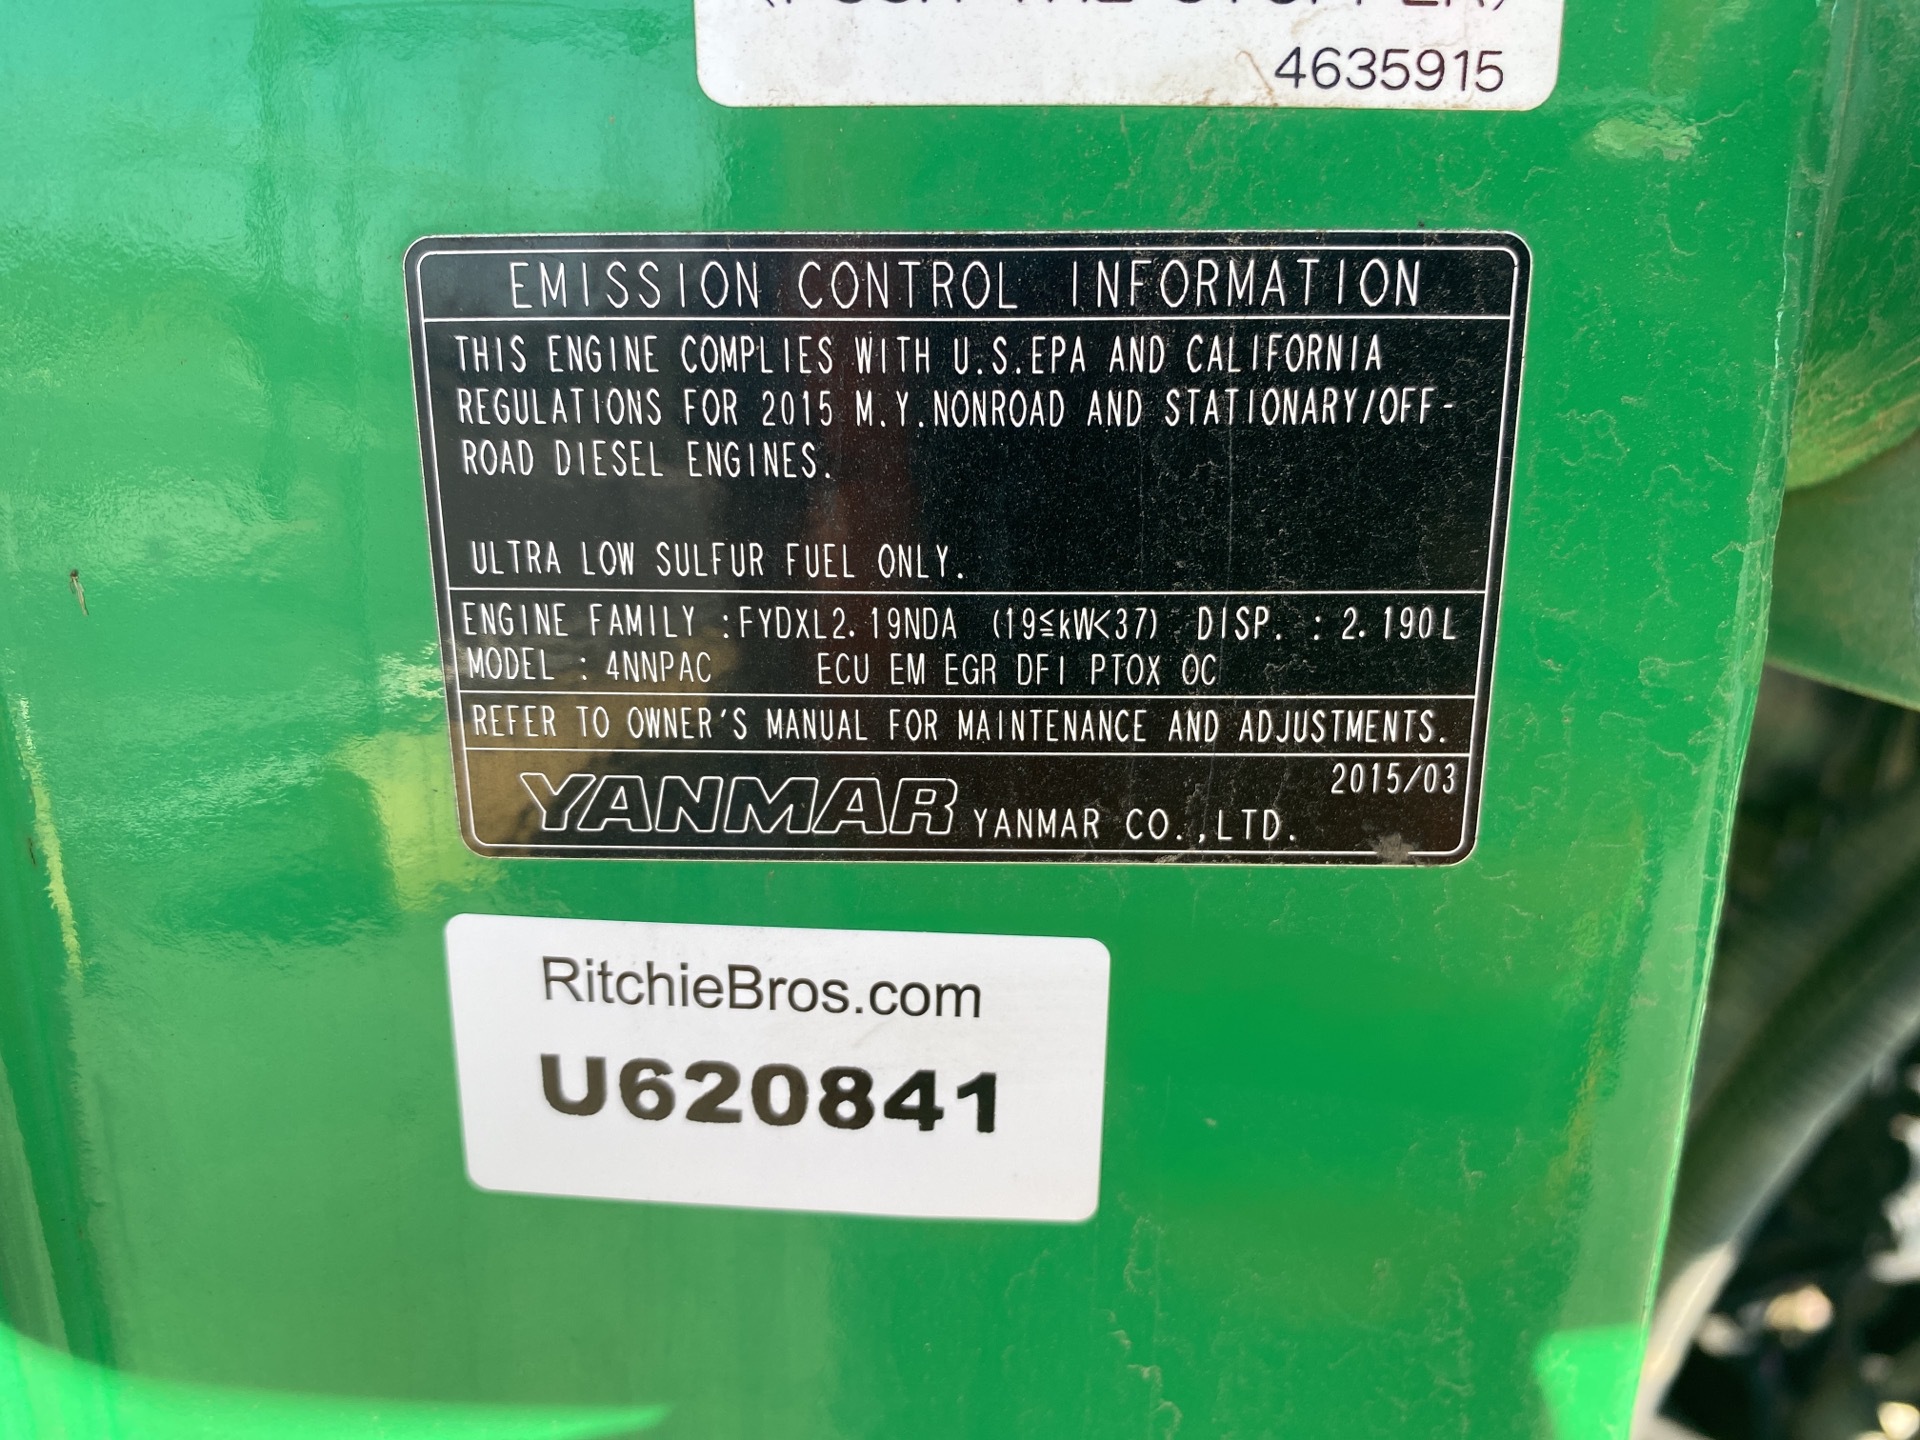 (PUSH THE STOPPER)
4635915
EMISSION CONTROL INFORMATION
THIS ENGINE COMPLIES WITH U.S.EPA AND CALIFORNIA
REGULATIONS FOR 2015 M.Y.NONROAD AND STATIONARY/OFF-
ROAD DIESEL ENGINES.
ULTRA LOW SULFUR FUEL ONLY.
ENGINE FAMILY :FYDXL2.19NDA (19≦kW<37) DISP. : 2.190L
MODEL : 4NNPAC ECU EM EGR DFI PTOX OC
REFER TO OWNER'S MANUAL FOR MAINTENANCE AND ADJUSTMENTS.
2015/03
YANMAR YANMAR CO.,LTD.
RitchieBros.com
U620841